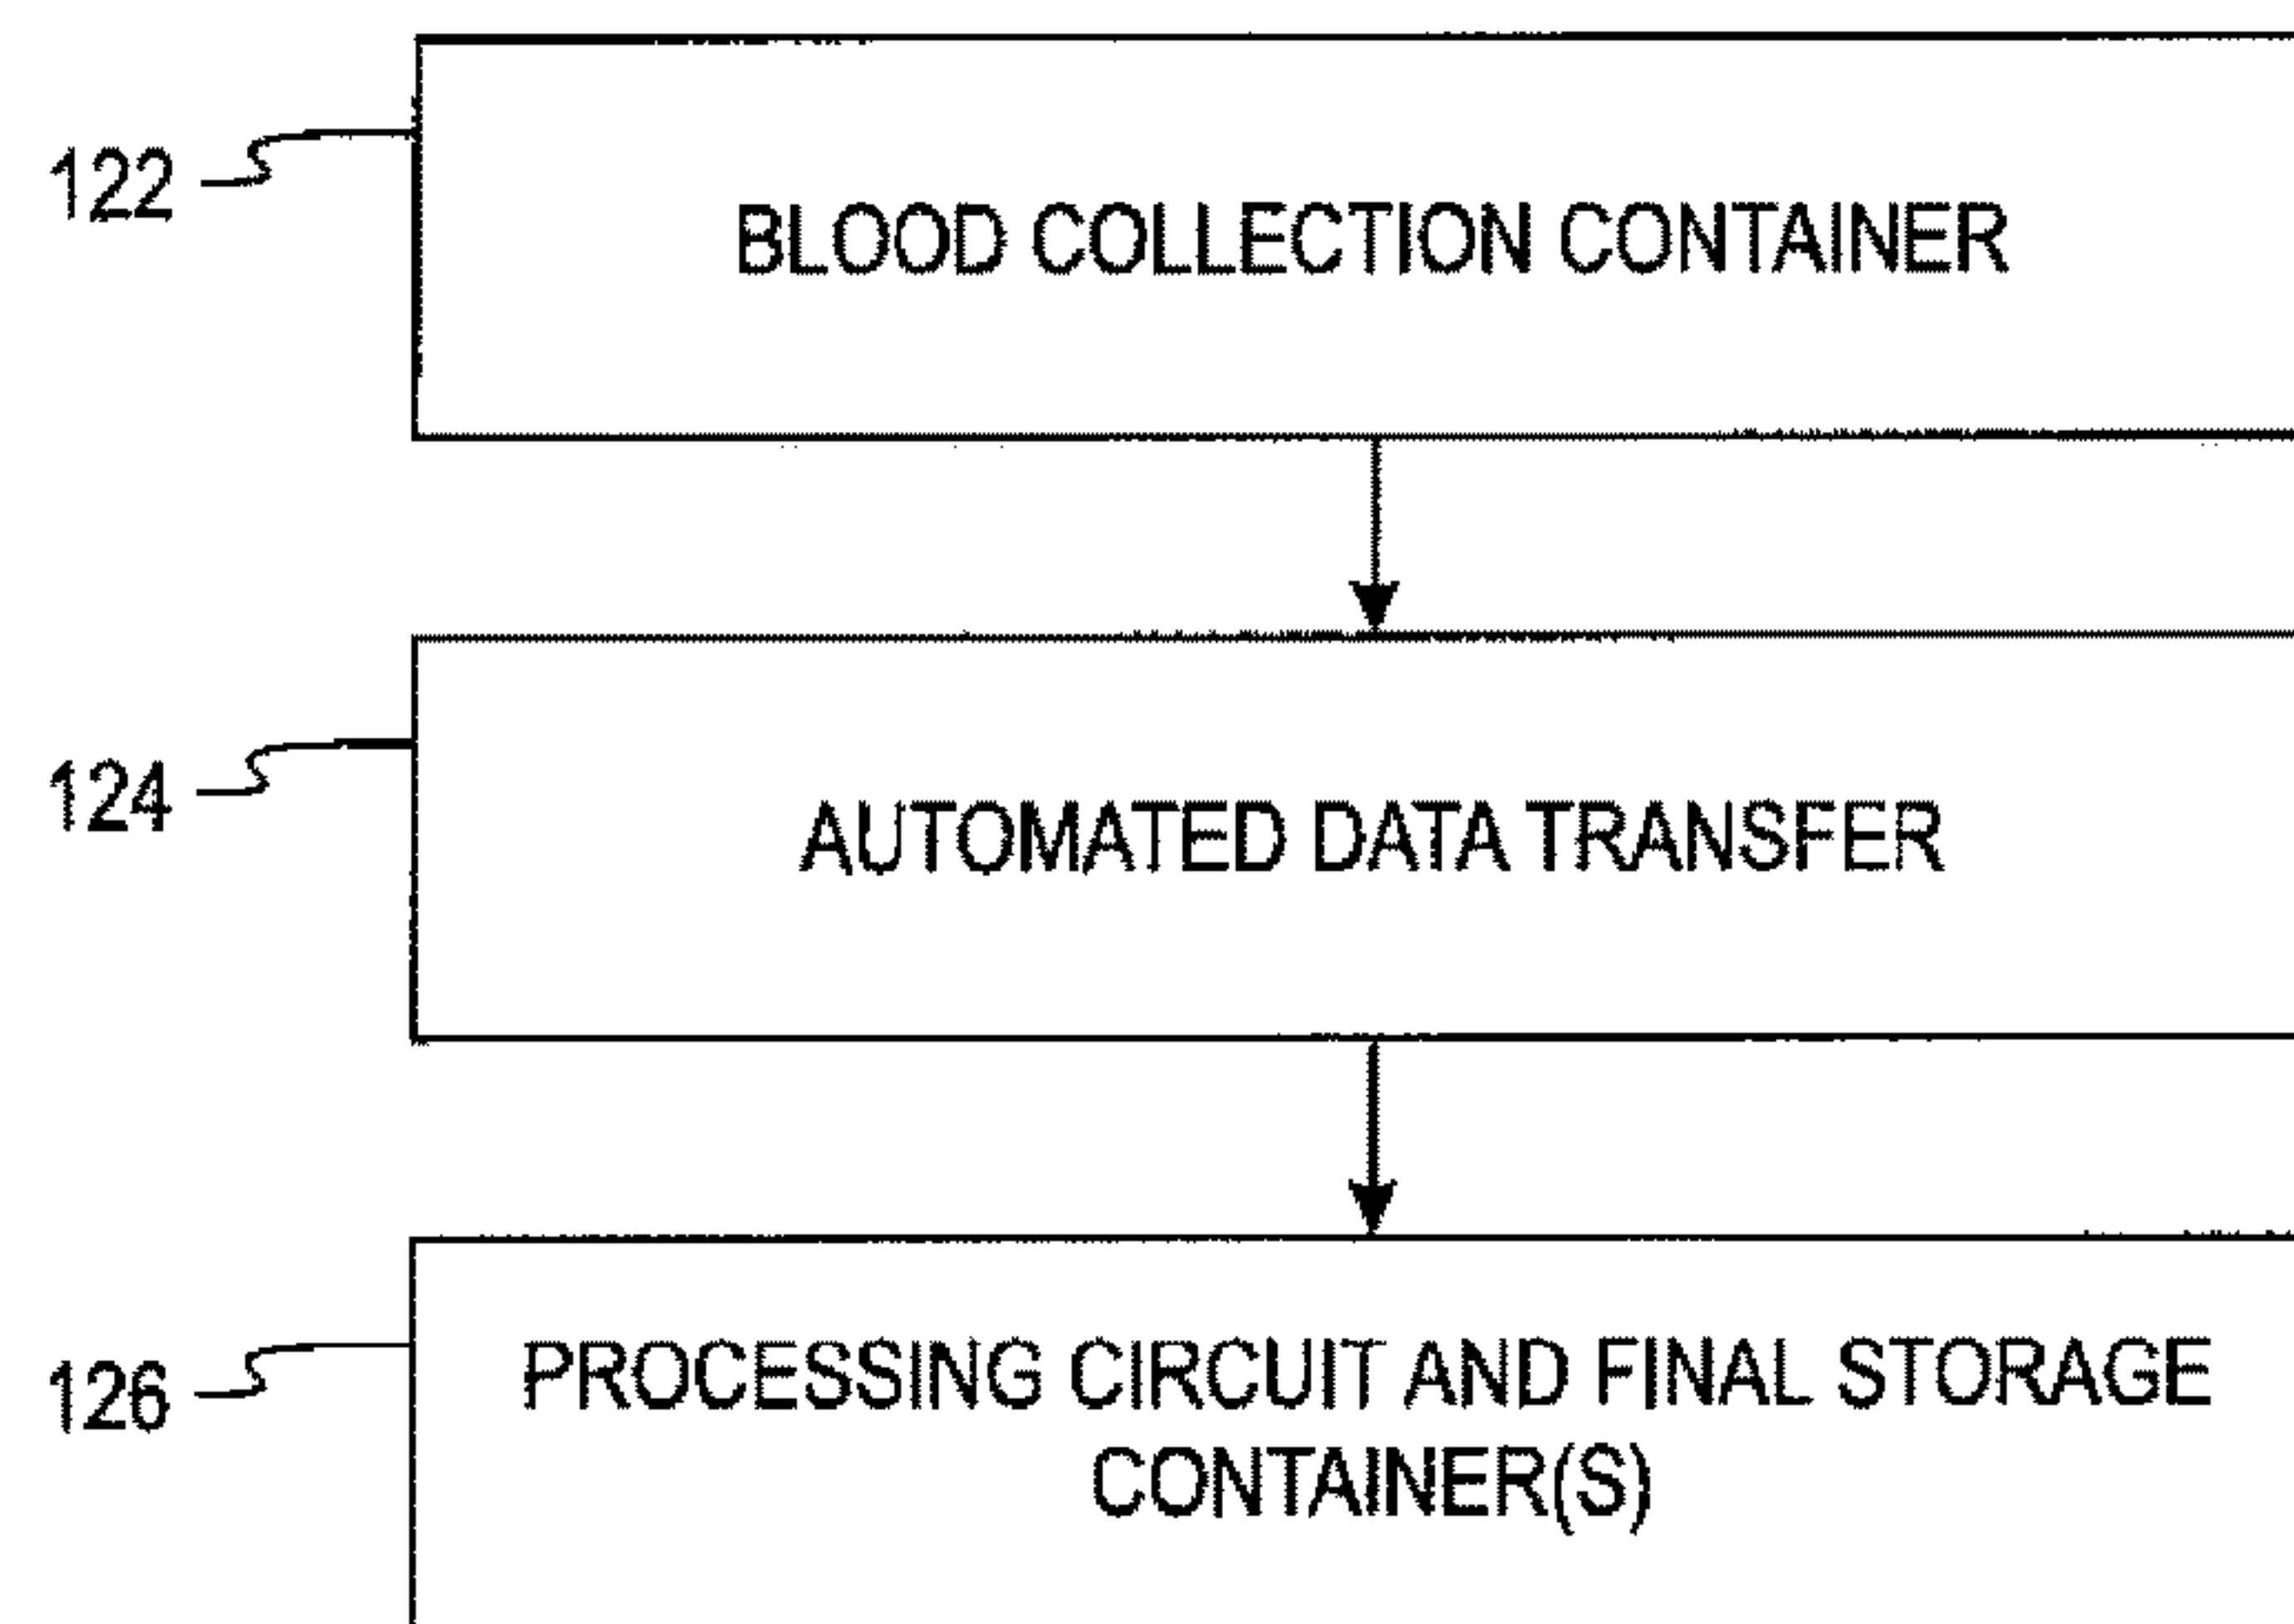 122
BLOOD COLLECTION CONTAINER
124
AUTOMATED DATA TRANSFER
126
PROCESSING CIRCUIT AND FINAL STORAGE
CONTAINER(S)